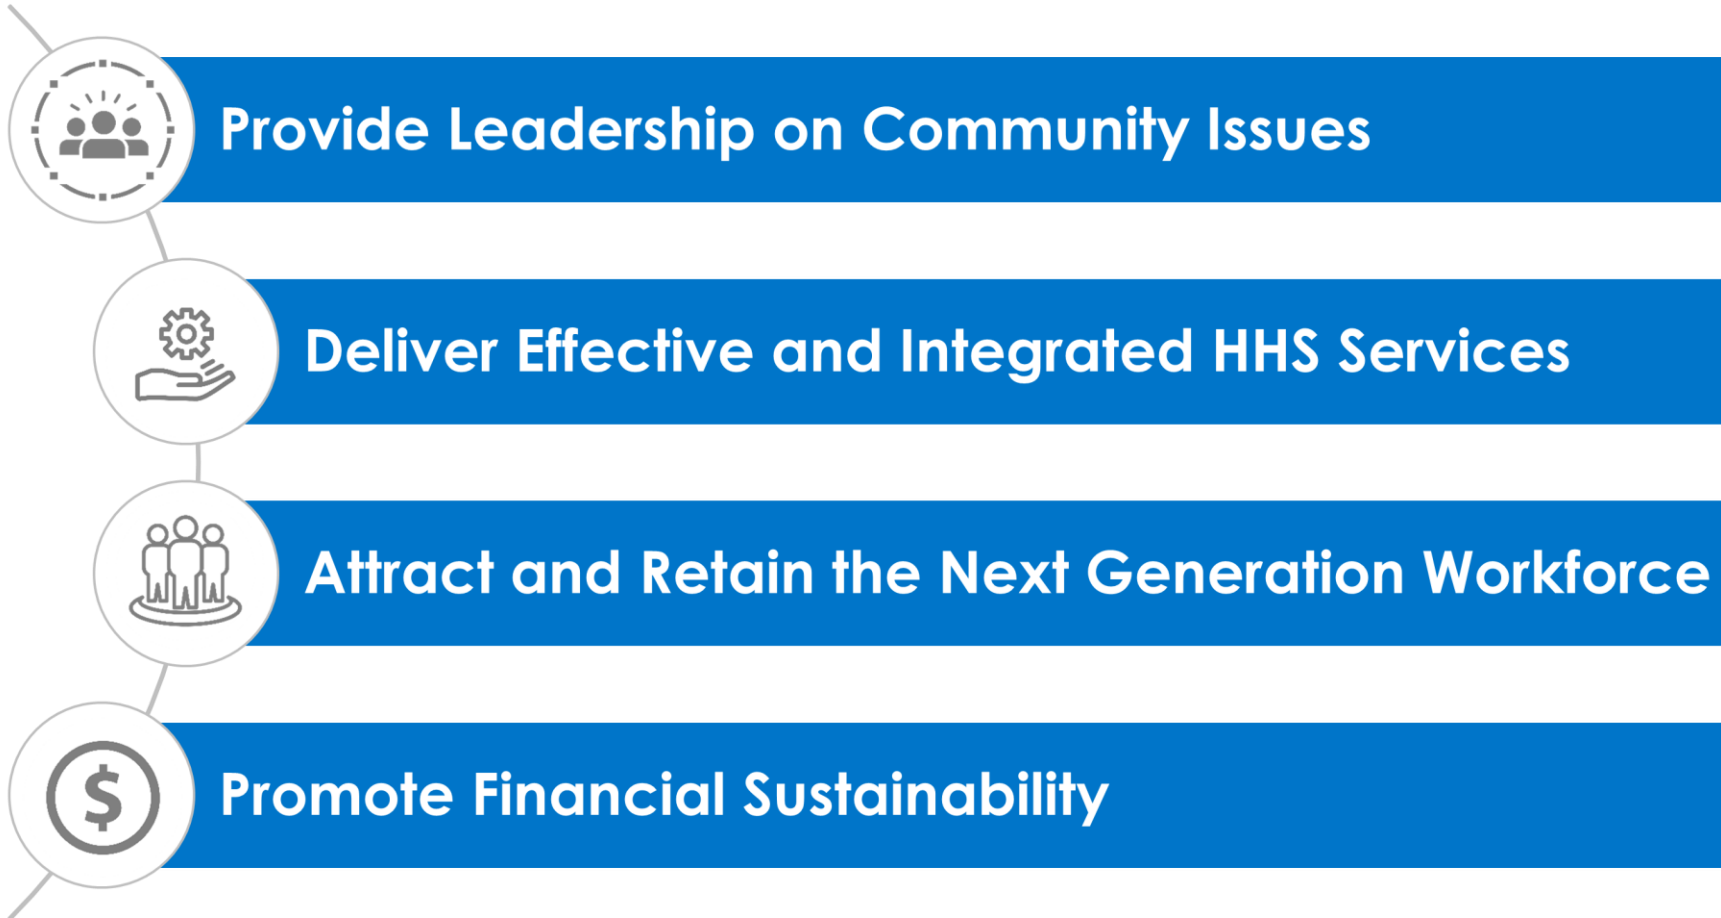 Provide Leadership on Community Issues
Deliver Effective and Integrated HHS Services
Attract and Retain the Next Generation Workforce
$
Promote Financial Sustainability